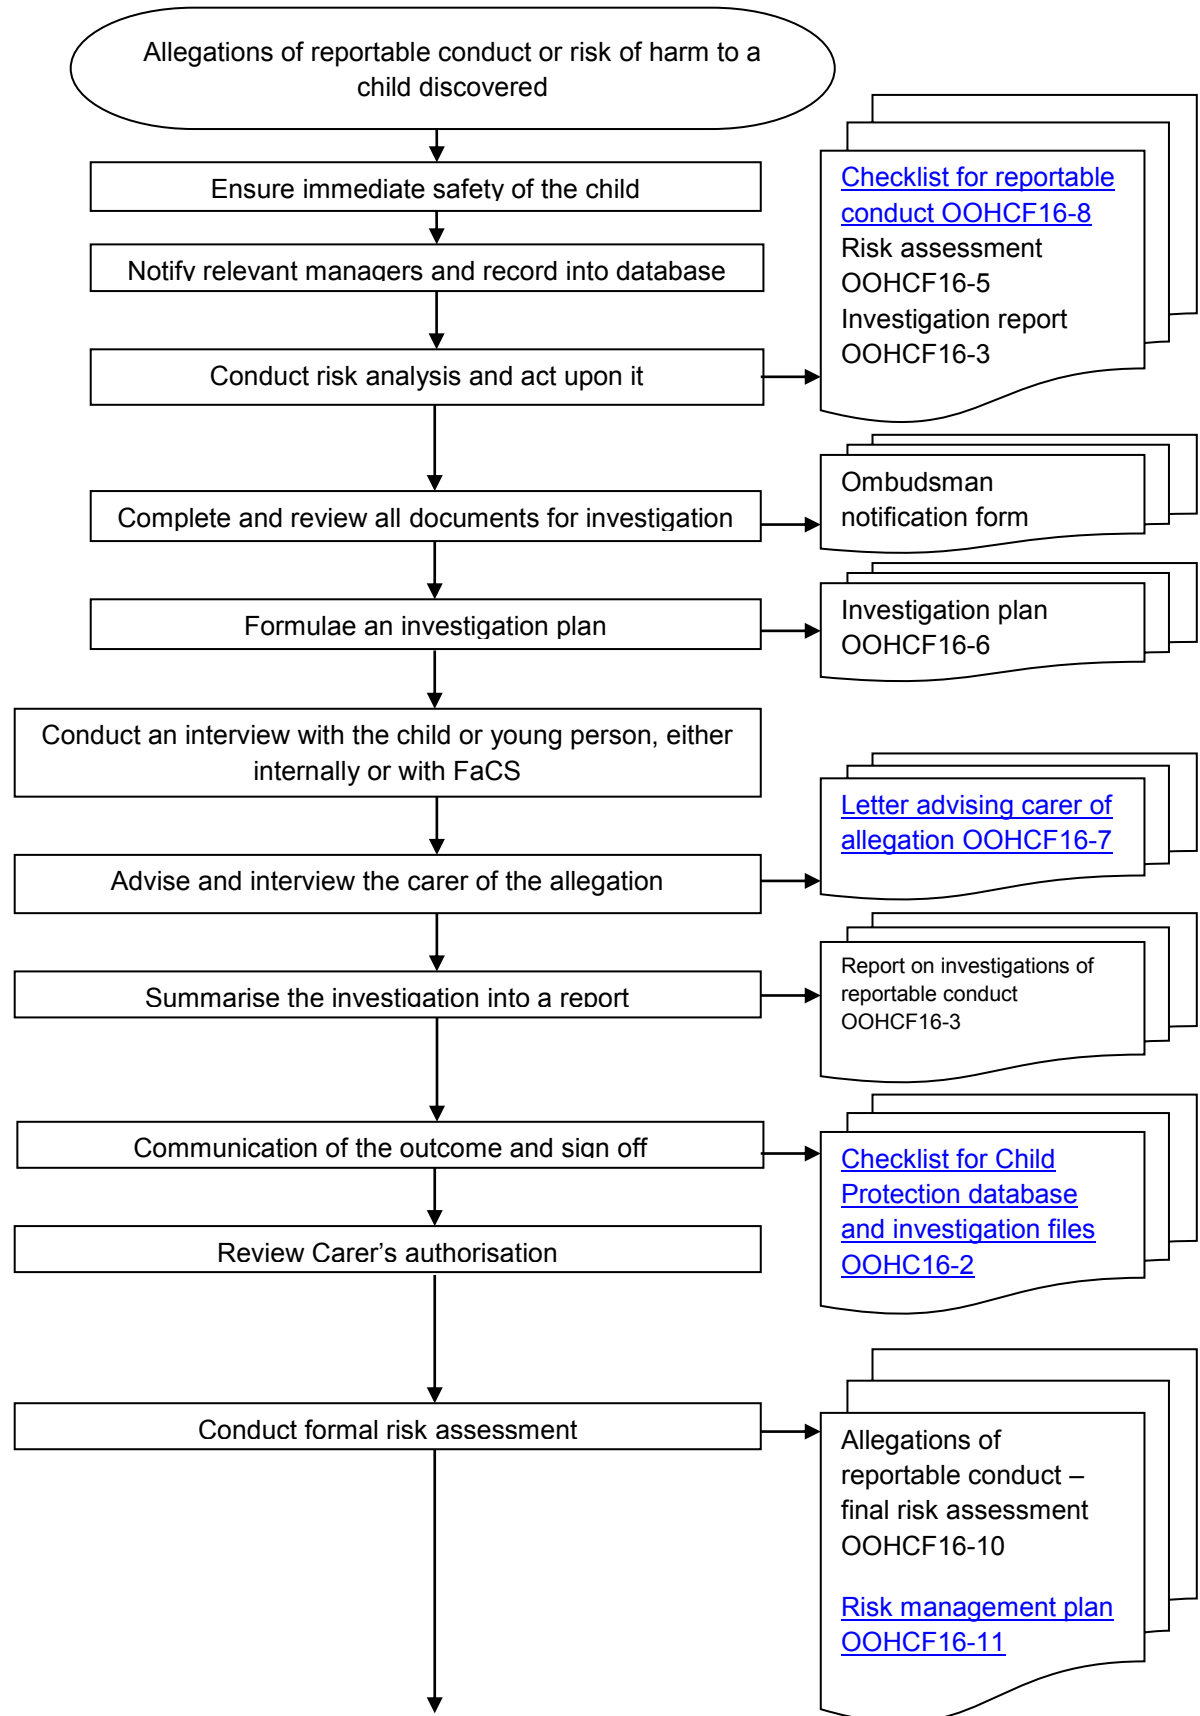 Allegations of reportable conduct or risk of harm to a
child discovered
Ensure immediate safety of the child
Notify relevant managers and record into database
Checklist for reportable
conduct OOHCF16-8
Risk assessment
OOHCF16-5
Investigation report
OOHCF16-3
Conduct risk analysis and act upon it
Complete and review all documents for investigation
Ombudsman
notification form
Formulae an investigation plan
Investigation plan
OOHCF16-6
Conduct an interview with the child or young person, either
internally or with FaCS
Letter advising carer of
allegation OOHCF16-7
Advise and interview the carer of the allegation
Summarise the investigation into a report
Report on investigations of
reportable conduct
OOHCF16-3
Communication of the outcome and sign off
Checklist for Child
Protection database
and investigation files
OOHC16-2
Review Carer’s authorisation
Conduct formal risk assessment
Allegations of
reportable conduct –
final risk assessment
OOHCF16-10
Risk management plan
OOHCF16-11